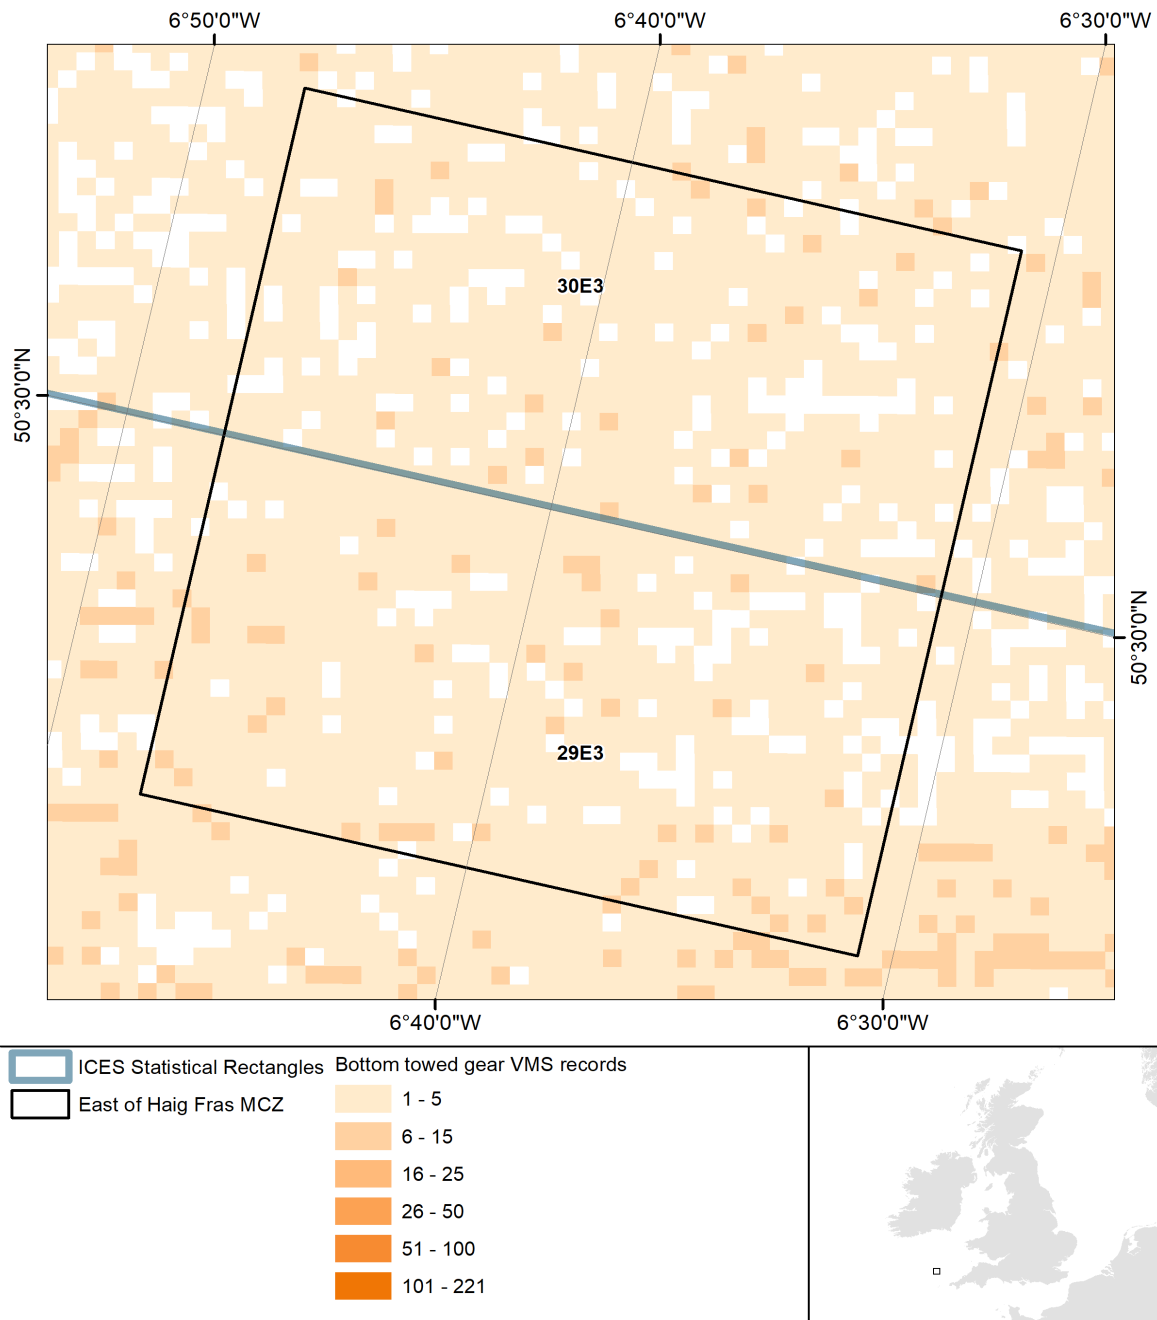 6°50'0"W 6°40'0"W 6°30'0"W
30E3
50°30'0"N
50°30'0"N
29E3
6°40'0"W 6°30'0"W
ICES Statistical Rectangles
East of Haig Fras MCZ
Bottom towed gear VMS records
1 - 5
6 - 15
16 - 25
26 - 50
51 - 100
101 - 221